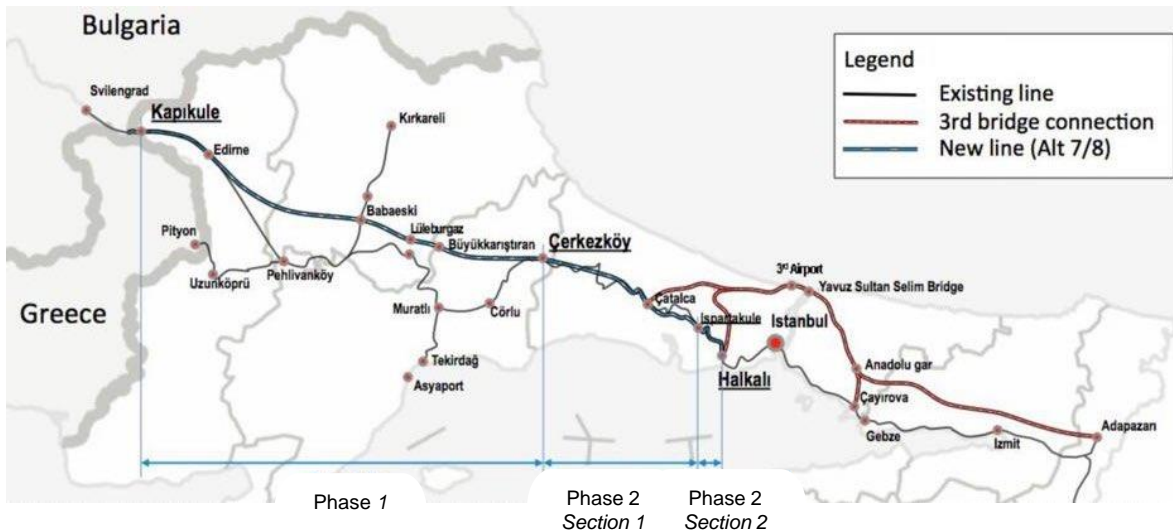 Bulgaria
Legend
Existing line
3rd bridge connection
New line (Alt 7/8)
Svilengrad
Kapıkule
Kırkareli
Edirne
Babaeski
Lüleburgaz
Büyükkarıştıran
Çerkezköy
Pityon
Uzunköprü
Pehlivanköy
Greece
Muratlı
Cörlu
Tekirdağ
Asyaport
3rd Airport
Yavuz Sultan Selim Bridge
Çatalca
Ispartakule
Istanbul
Halkalı
Anadolu gar
Çayırova
Gebze
Izmit
Adapazan
Phase 1
Phase 2
Section 1
Phase 2
Section 2